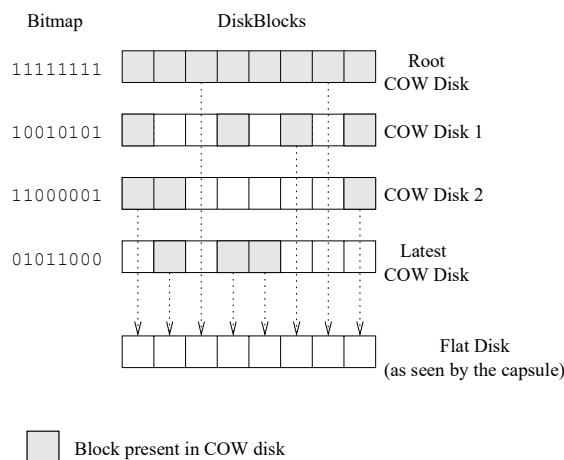 Bitmap DiskBlocks
11111111 Root
COW Disk
10010101 COW Disk 1
11000001 COW Disk 2
01011000 Latest
COW Disk
Flat Disk
(as seen by the capsule)
Block present in COW disk